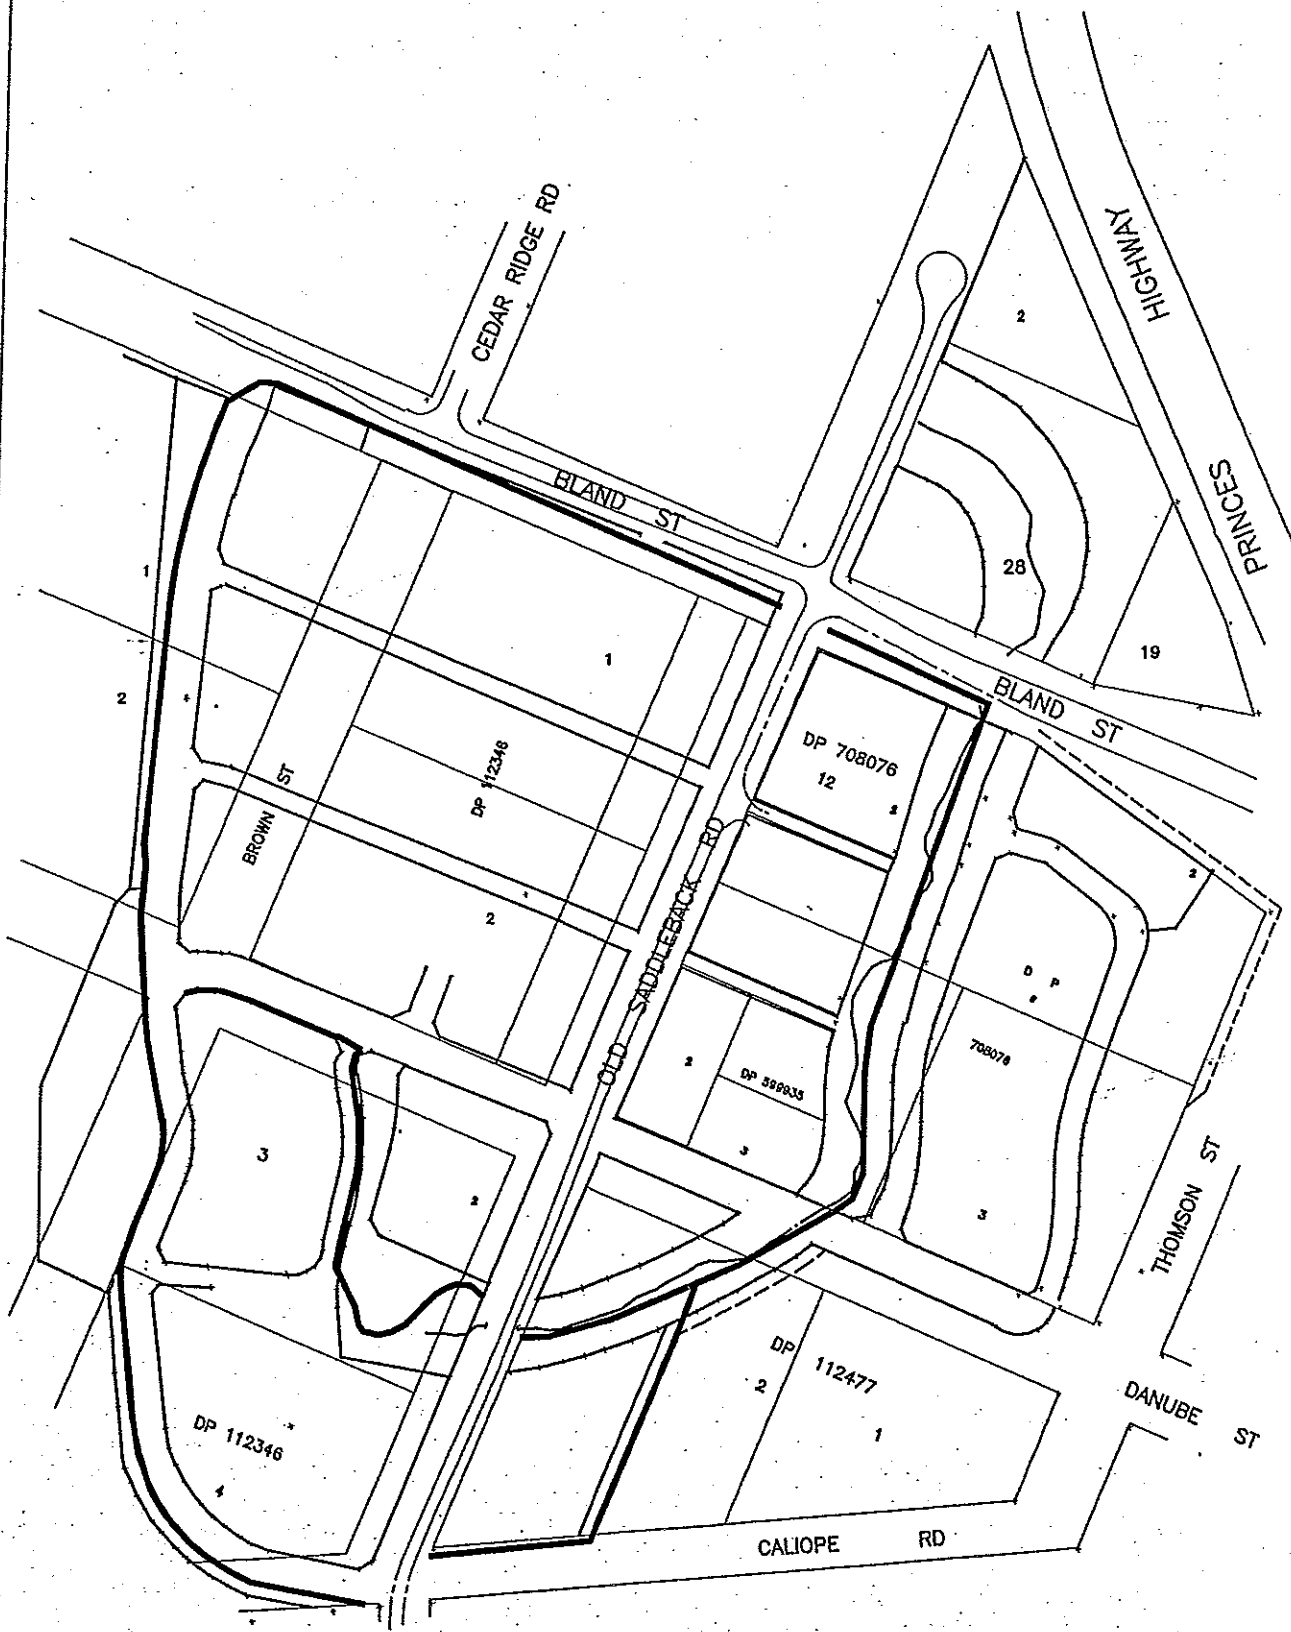 CEDAR RIDGE RD
HIGHWAY
PRINCES
2
BLAND ST
28
19
1
1
2
BLAND ST
DP 708076
12
2
DP 112346
BROWN ST
OLD SADDLEBACK RD
2
2
D P
708076
2
DP 599935
3
3
2
3
THOMSON ST
DP 112477
2
1
DANUBE ST
DP 112346
4
CALIOPE RD